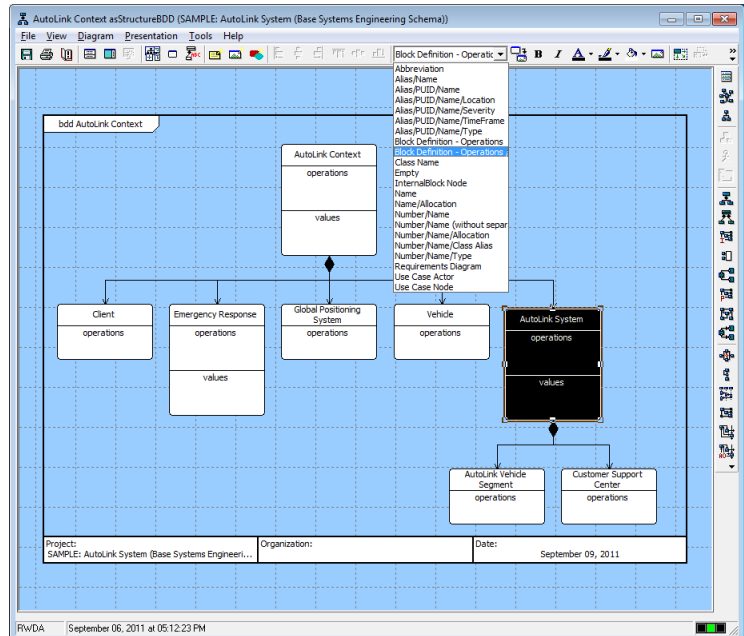 AutoLink Context asStructureBDD (SAMPLE: AutoLink System (Base Systems Engineering Schema))
File View Diagram Presentation Tools Help
Block Definition - Operatic
B I A
Abbreviation
Alias/Name
Alias/PUID/Name
Alias/PUID/Name/Location
Alias/PUID/Name/Severity
Alias/PUID/Name/TimeFrame
Alias/PUID/Name/Type
Block Definition - Operations
Block Definition - Operations
Class Name
Empty
InternalBlock Node
Name
Name/Allocation
Number/Name
Number/Name (without separ
Number/Name/Allocation
Number/Name/Class Alias
Number/Name/Type
Requirements Diagram
Use Case Actor
Use Case Node
bdd AutoLink Context
AutoLink Context
operations
values
Client
operations
Emergency Response
operations
values
Global Positioning
System
operations
Vehicle
operations
AutoLink System
operations
values
AutoLink Vehicle
Segment
operations
Customer Support
Center
operations
Project:
SAMPLE: AutoLink System (Base Systems Engineeri...
Organization:
Date:
September 09, 2011
RWDA September 06, 2011 at 05:12:23 PM